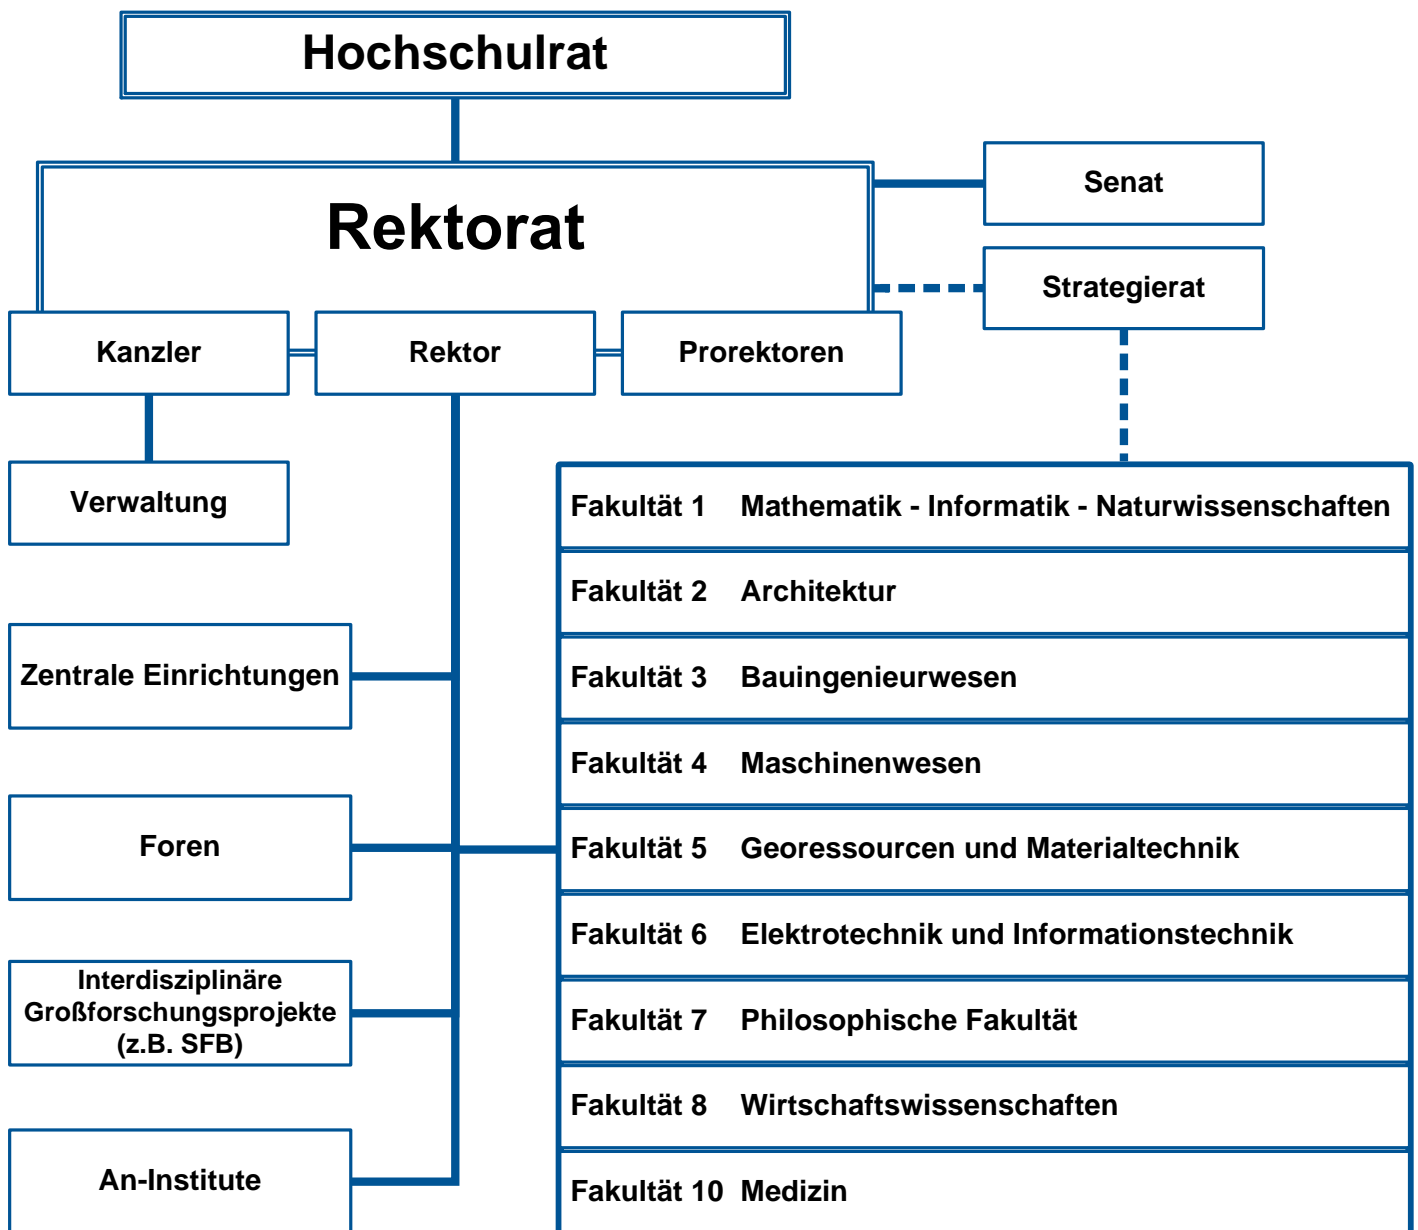 Hochschulrat
Rektorat
Senat
Strategierat
Kanzler
Rektor
Prorektoren
Verwaltung
Zentrale Einrichtungen
Foren
Interdisziplinäre
Großforschungsprojekte
(z.B. SFB)
An-Institute
Fakultät 1 Mathematik - Informatik - Naturwissenschaften
Fakultät 2 Architektur
Fakultät 3 Bauingenieurwesen
Fakultät 4 Maschinenwesen
Fakultät 5 Georessourcen und Materialtechnik
Fakultät 6 Elektrotechnik und Informationstechnik
Fakultät 7 Philosophische Fakultät
Fakultät 8 Wirtschaftswissenschaften
Fakultät 10 Medizin